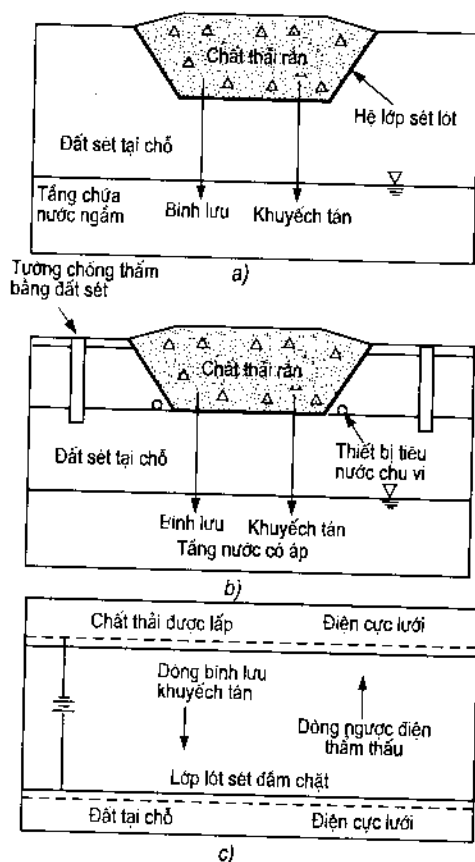 Chất thải rắn
Hệ lớp sét lót
Đất sét tại chỗ
Tầng chứa
nước ngầm
Bình lưu
Khuyếch tán
a)
Tường chống thấm
bằng đất sét
Chất thải rắn
Đất sét tại chỗ
Thiết bị tiêu
nước chu vi
Bình lưu
Khuyếch tán
Tầng nước có áp
b)
Chất thải được lấp
Điện cực lưới
Dòng bình lưu
khuyếch tán
Dòng ngược điện
thẩm thấu
Lớp lót sét đầm chặt
Đất tại chỗ
Điện cực lưới
c)